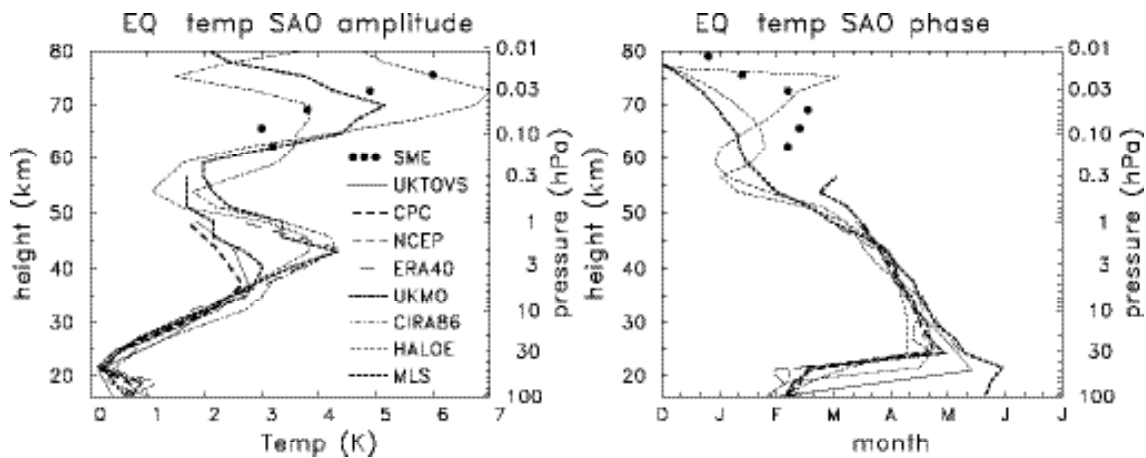 EQ temp SAO amplitude
80
70
60
50
40
30
20
height (km)
0 1 2 3 4 5 6 7
Temp (K)
0.01
0.03
0.10
0.3
1
3
10
30
100
pressure (hPa)
SME
UKTOVS
CPC
NCEP
ERA40
UKMO
CIRA86
HALOE
MLS
EQ temp SAO phase
80
70
60
50
40
30
20
height (km)
D J F M A M J J
month
0.01
0.03
0.10
0.3
1
3
10
30
100
pressure (hPa)